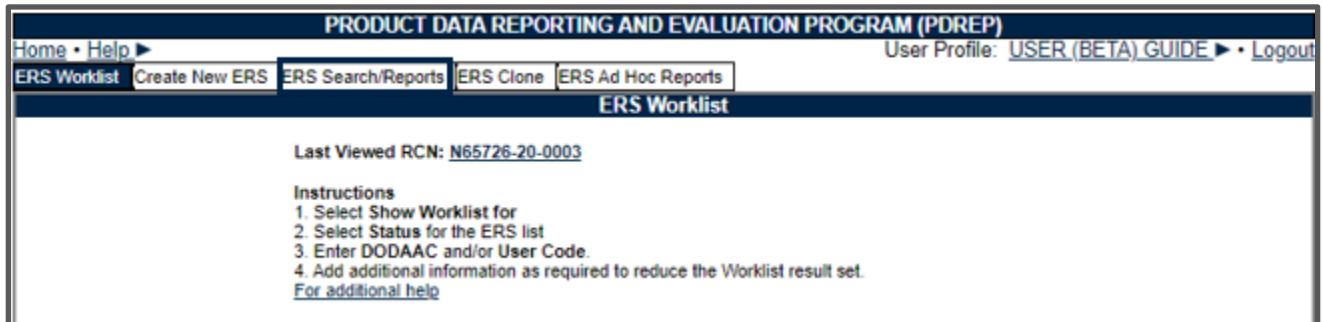 PRODUCT DATA REPORTING AND EVALUATION PROGRAM (PDREP)
Home • Help ▶ User Profile: USER (BETA) GUIDE ▶ • Logout
ERS Worklist Create New ERS ERS Search/Reports ERS Clone ERS Ad Hoc Reports
ERS Worklist
Last Viewed RCN: N65726-20-0003
Instructions
1. Select Show Worklist for
2. Select Status for the ERS list
3. Enter DODAAC and/or User Code.
4. Add additional information as required to reduce the Worklist result set.
For additional help